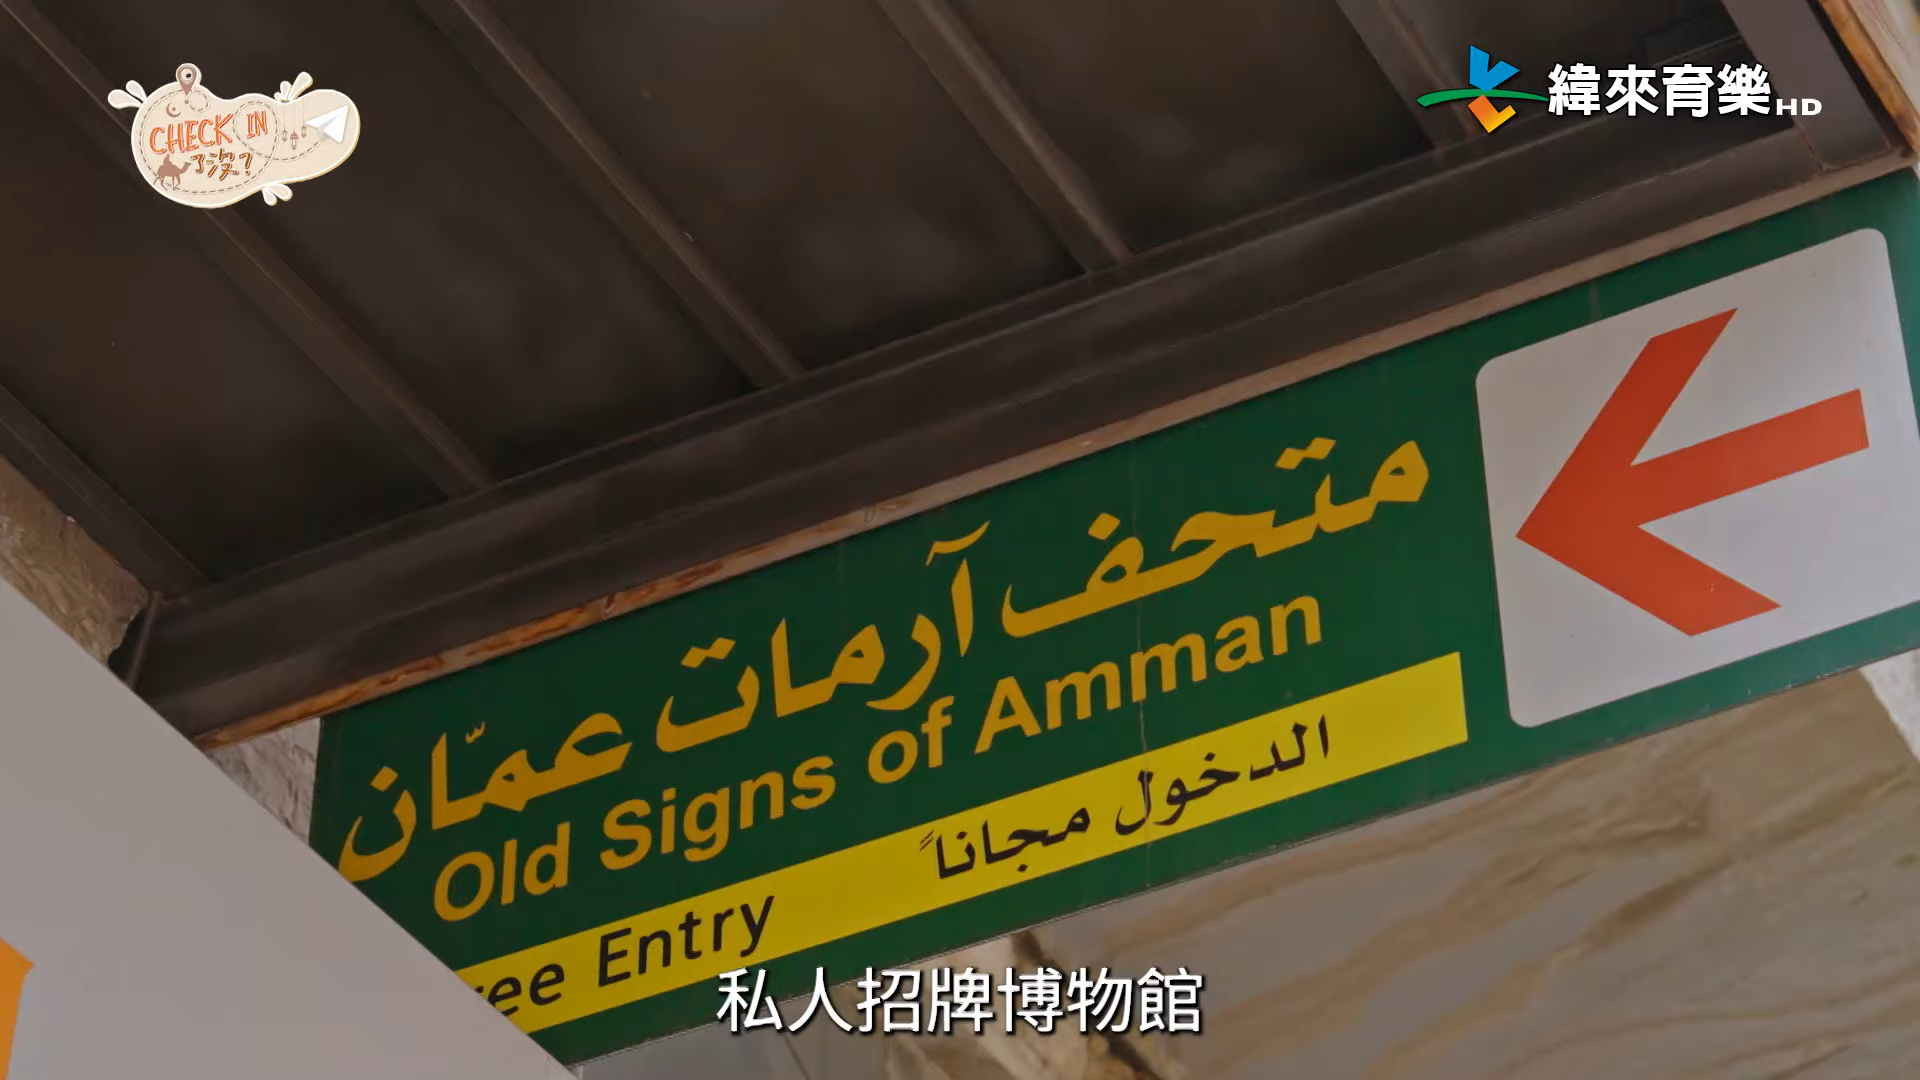 CHECK IN
了沒?
緯來育樂HD
متحف آرمات عمّان
Old Signs of Amman
الدخول مجاناً
Entry
私人招牌博物館